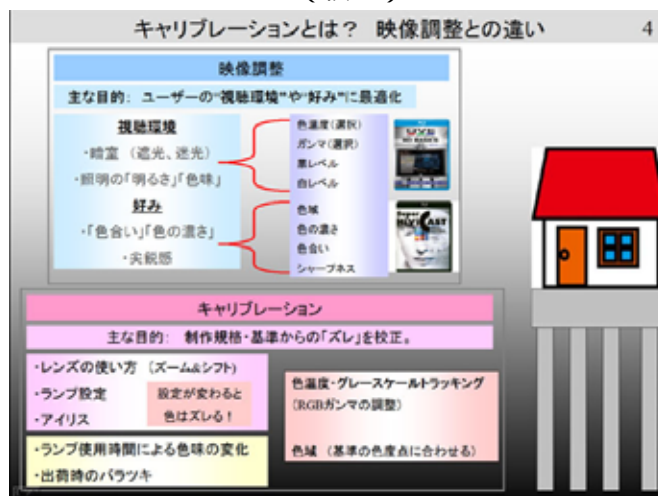 キャリブレーションとは？ 映像調整との違い 4
映像調整
主な目的： ユーザーの“視聴環境”や“好み”に最適化
視聴環境
・暗室 （遮光、迷光）
・照明の「明るさ」「色味」
好み
・「色合い」「色の濃さ」
・尖鋭感
色温度(選択)
ガンマ(選択)
黒レベル
白レベル
色域
色の濃さ
色合い
シャープネス
キャリブレーション
主な目的： 制作規格・基準からの「ズレ」を校正。
・レンズの使い方 （ズーム&シフト）
・ランプ設定
・アイリス
設定が変わると
色はズレる！
・ランプ使用時間による色味の変化
・出荷時のバラツキ
色温度・グレースケールトラッキング
(RGBガンマの調整)
色域 （基準の色度点に合わせる）